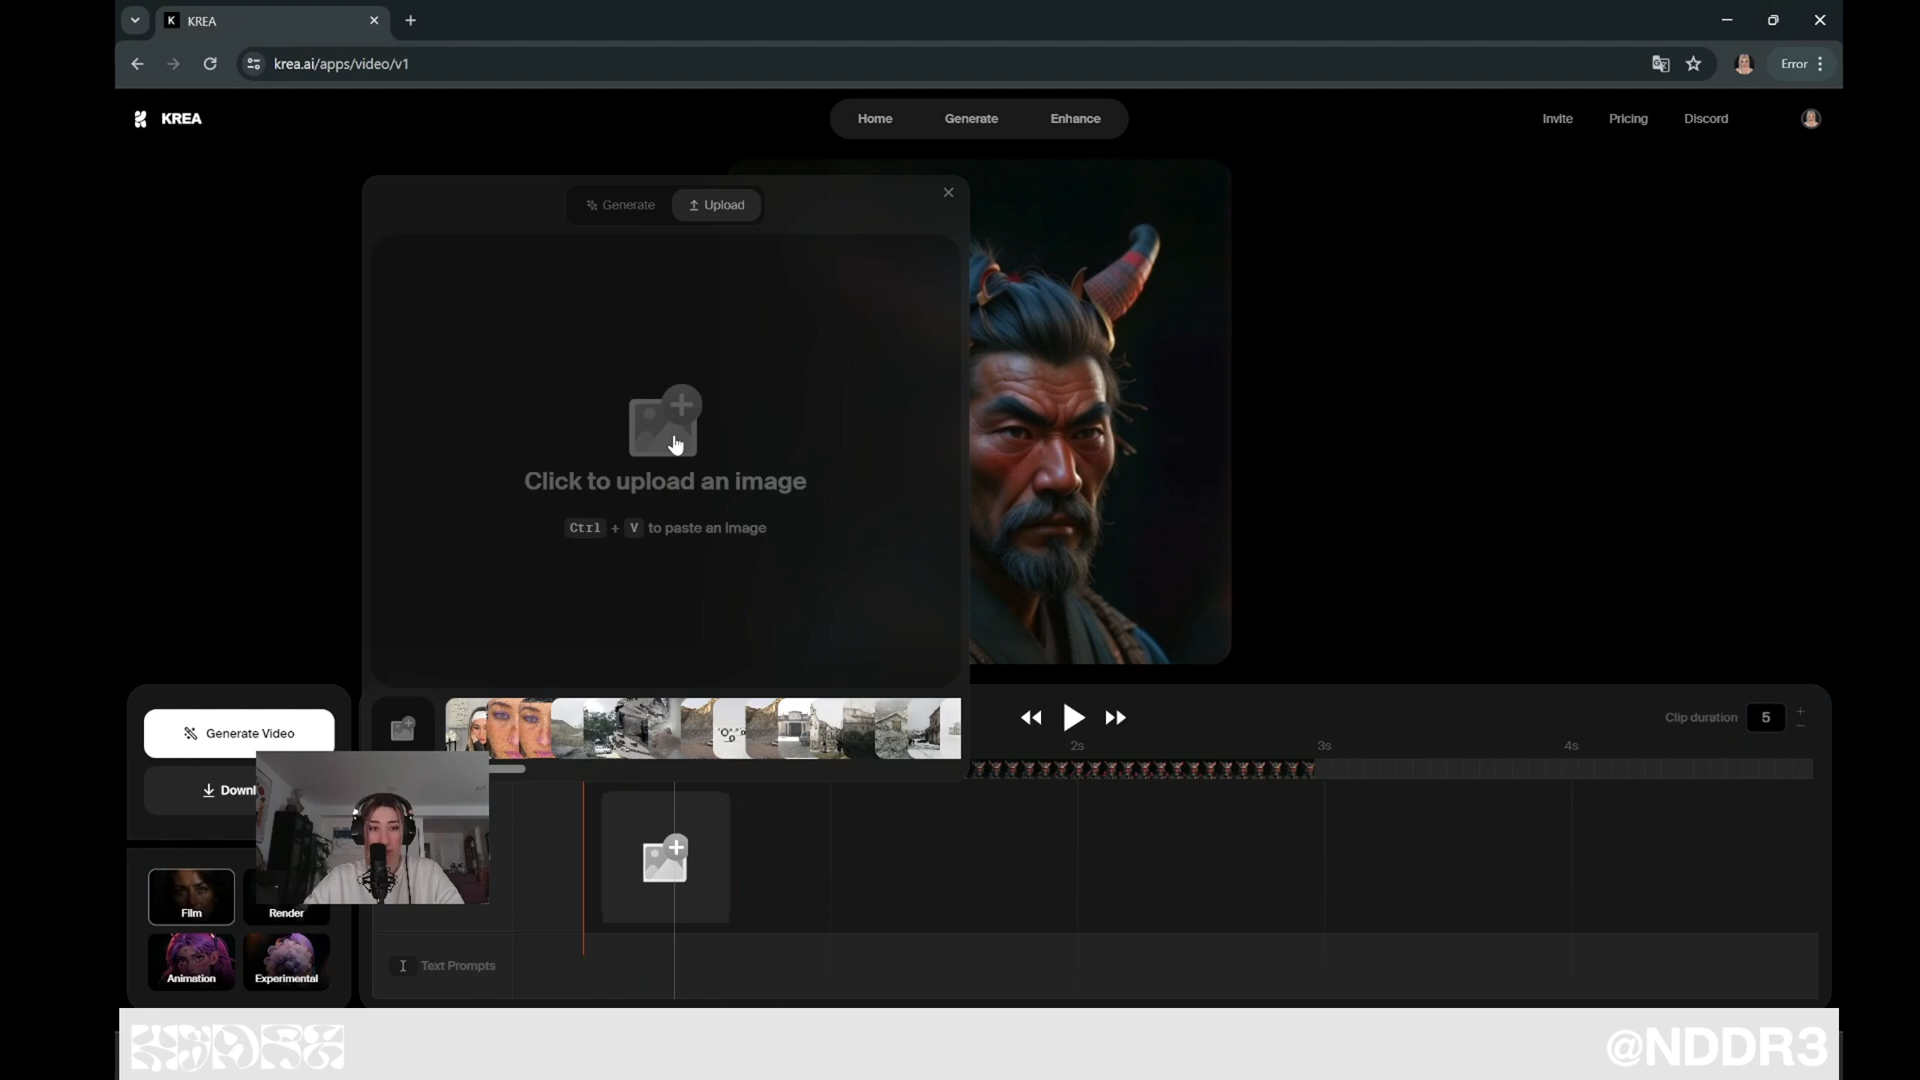 KREA
krea.ai/apps/video/v1
Error
KREA
Home
Generate
Enhance
Invite
Pricing
Discord
Generate
Upload
Click to upload an image
Ctrl + V to paste an image
Generate Video
Clip duration 5
2s
3s
4s
Downl
Film
Render
Animation
Experimental
Text Prompts
@NDDR3